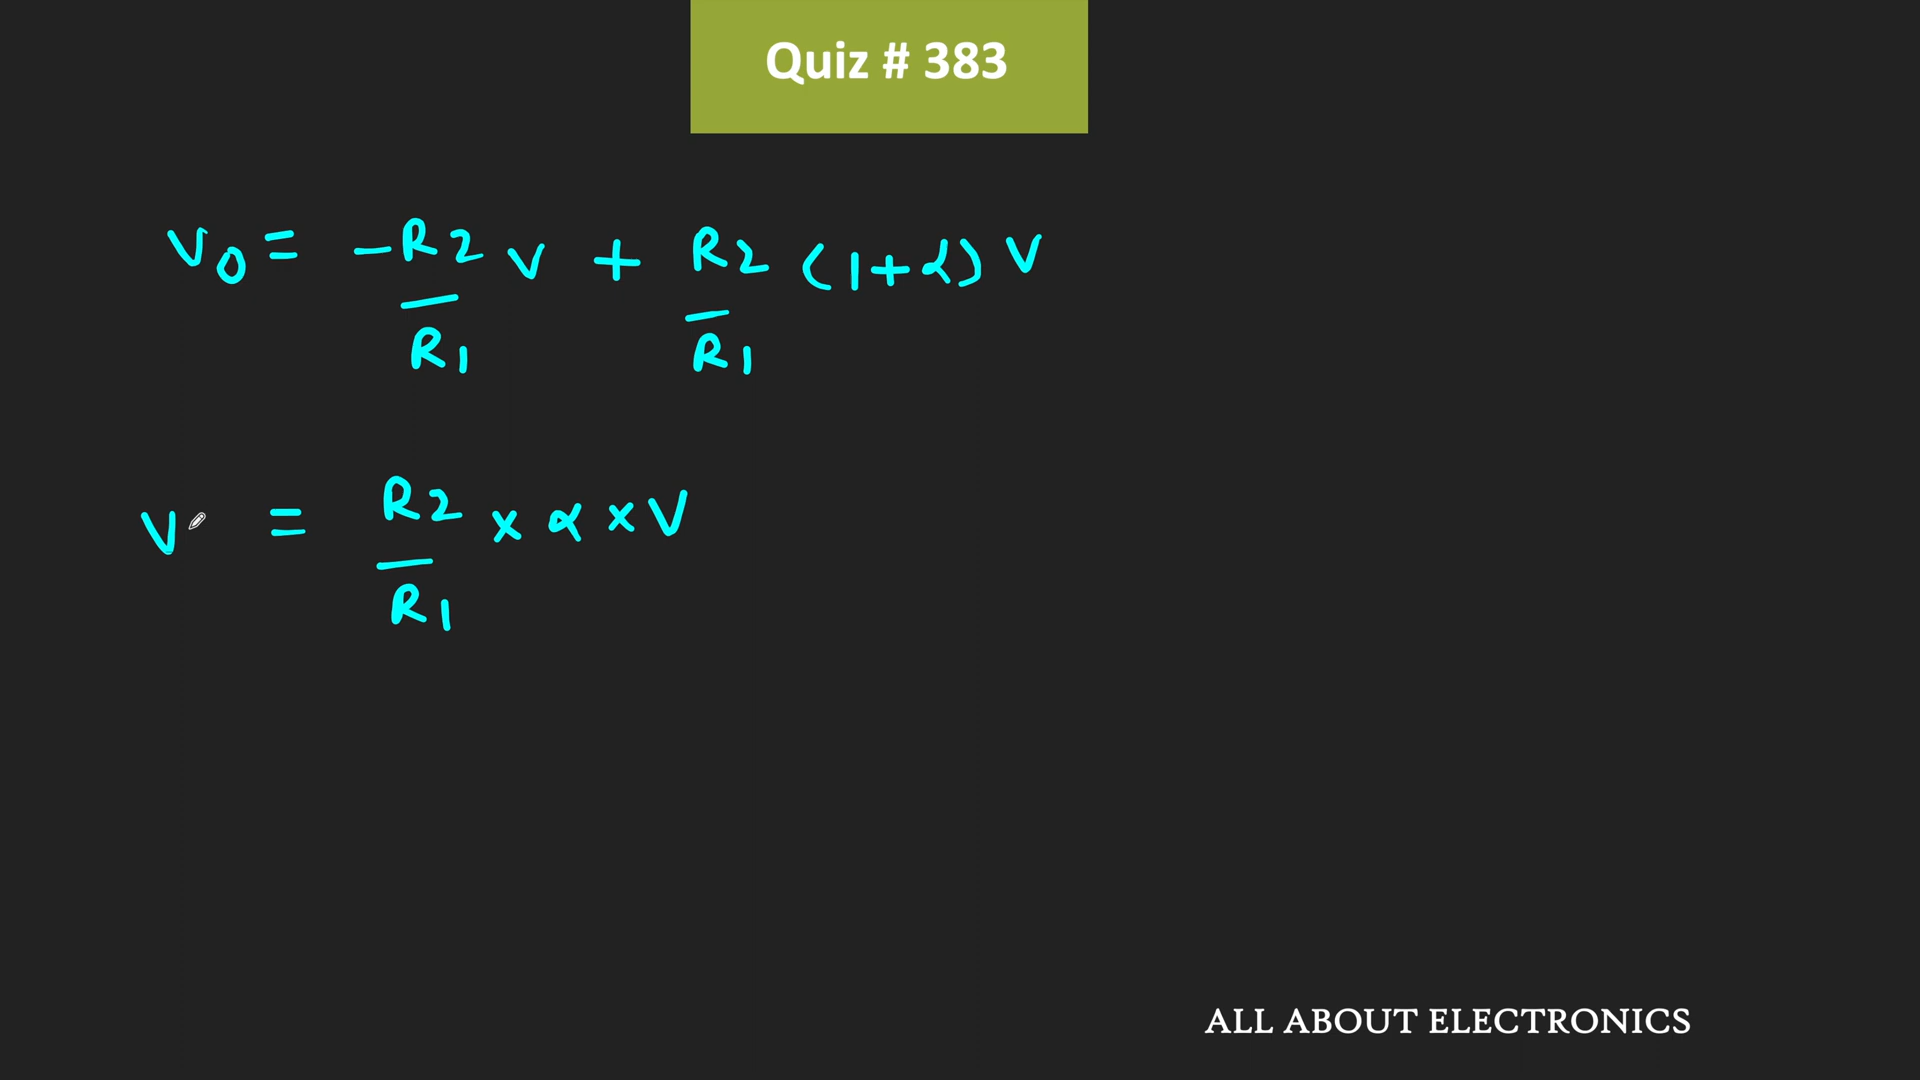 Quiz # 383
V0 = -R2/R1 V + R2/R1 (1+α) V
V = R2/R1 × α × V
ALL ABOUT ELECTRONICS